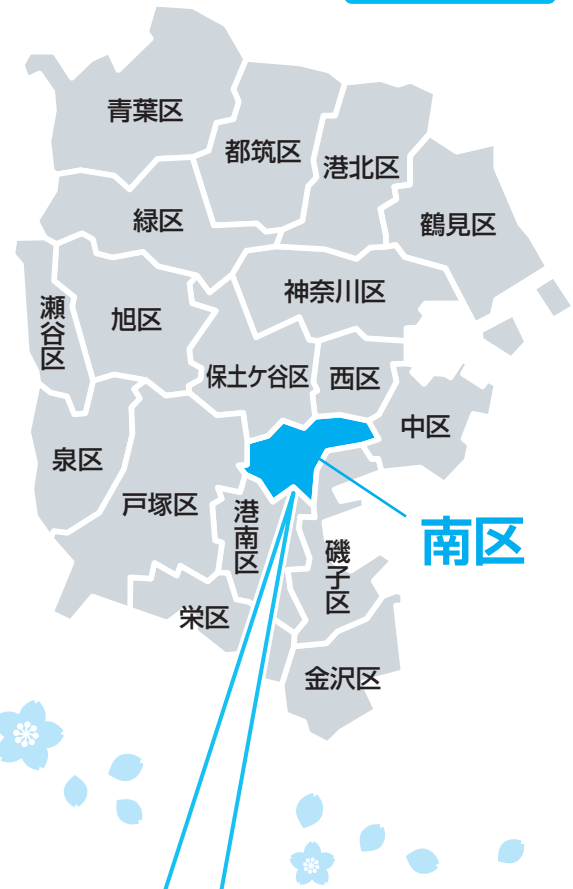 青葉区
都筑区
港北区
緑区
鶴見区
神奈川区
瀬谷区
旭区
保土ケ谷区
西区
中区
泉区
戸塚区
港南区
南区
磯子区
栄区
金沢区